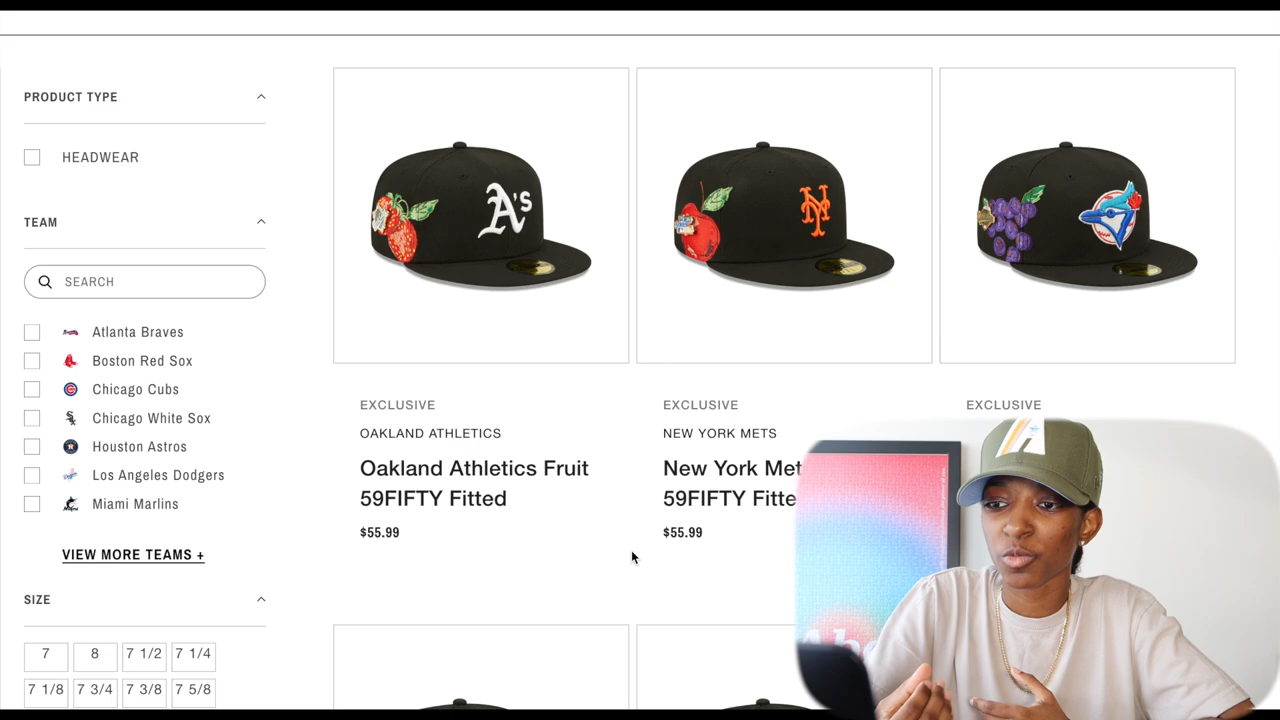 PRODUCT TYPE
HEADWEAR
TEAM
SEARCH
Atlanta Braves
Boston Red Sox
Chicago Cubs
Chicago White Sox
Houston Astros
Los Angeles Dodgers
Miami Marlins
VIEW MORE TEAMS +
SIZE
7
8
7 1/2
7 1/4
7 1/8
7 3/4
7 3/8
7 5/8
A's
NY
EXCLUSIVE
OAKLAND ATHLETICS
Oakland Athletics Fruit
59FIFTY Fitted
$55.99
EXCLUSIVE
NEW YORK METS
New York Met
59FIFTY Fitte
$55.99
EXCLUSIVE
A